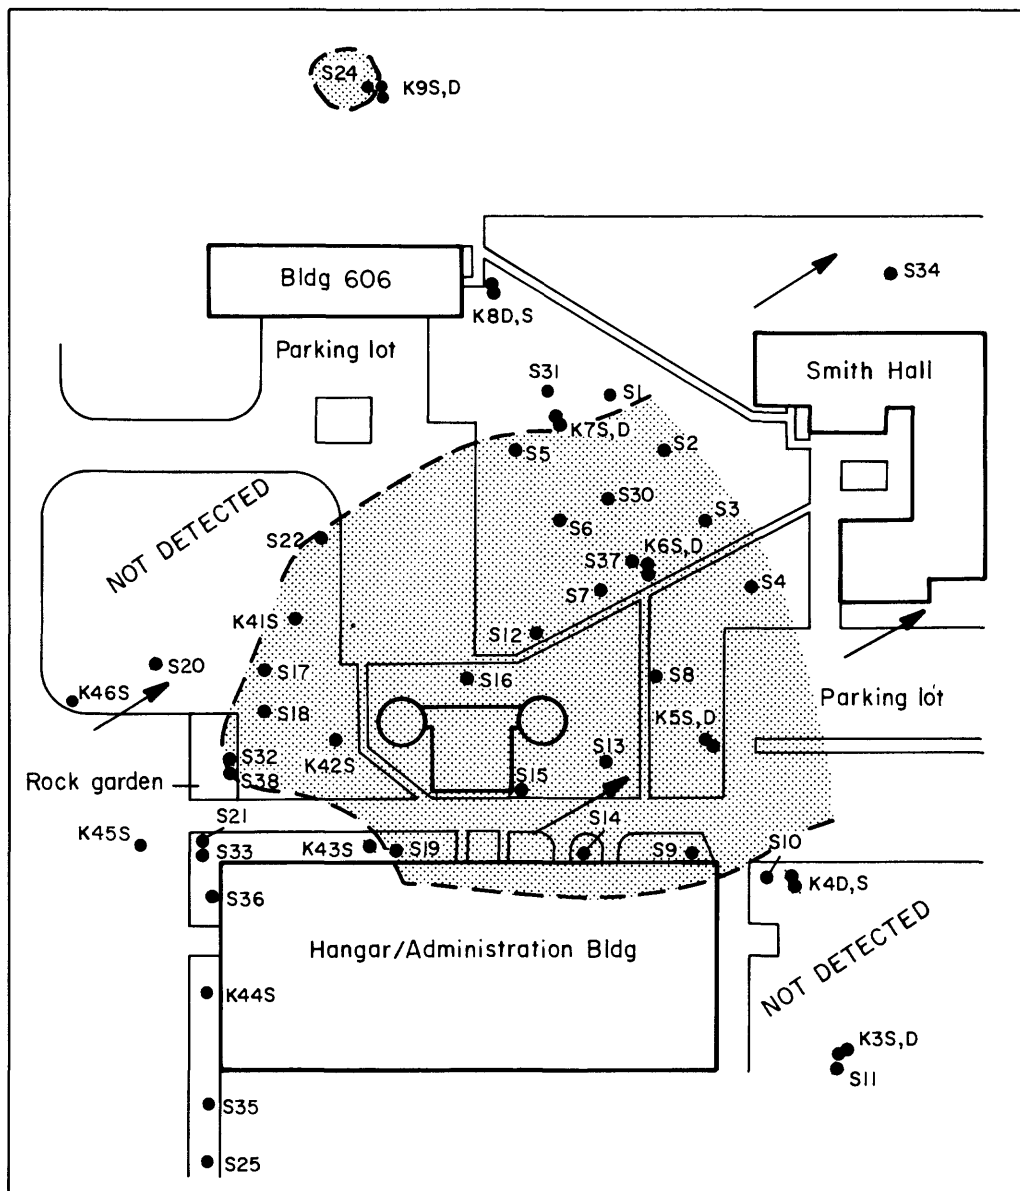 S24
K9S,D
S34
Bldg 606
K8D,S
Parking lot
Smith Hall
S31
S1
K7S,D
S5
S2
NOT DETECTED
S30
S3
S22
S6
K6S,D
S37
S4
S7
K41S
S12
S20
S17
S16
S8
K46S
S18
K5S,D
Parking lot
K42S
S13
S32
Rock garden
S38
S15
S21
S14
K45S
K43S
S19
S9
S10
S33
K4D,S
S36
Hangar/Administration Bldg
NOT DETECTED
K44S
K3S,D
S11
S35
S25